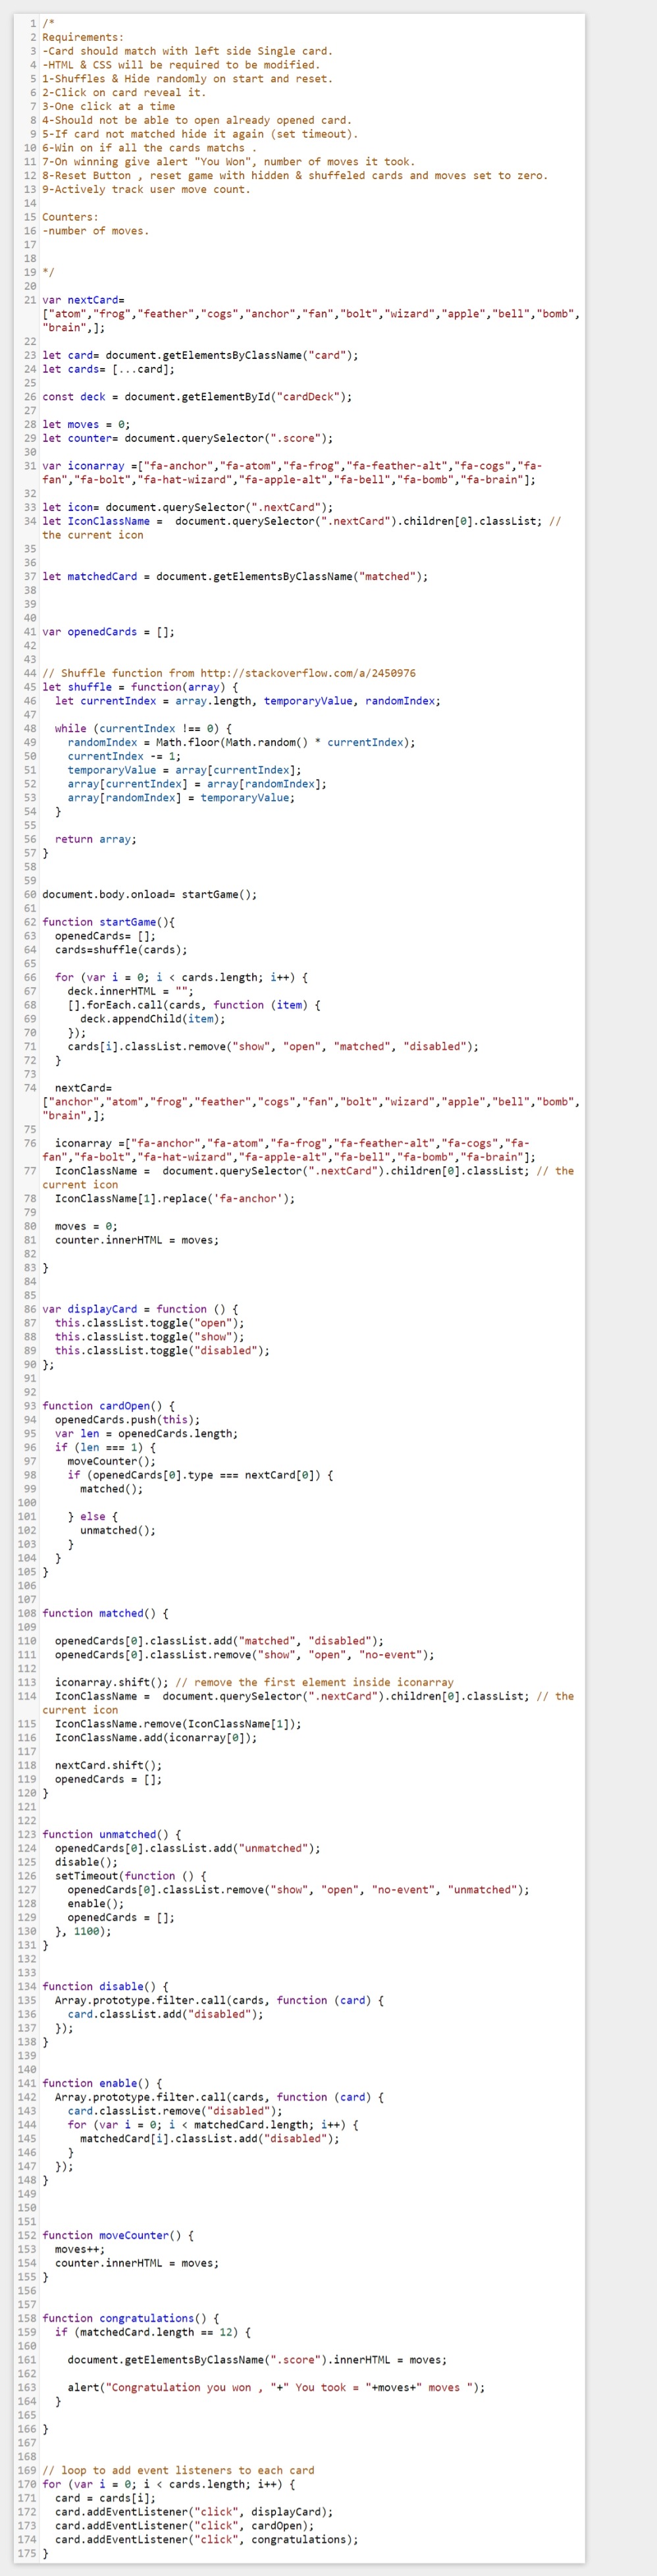 1 /*
2 Requirements:
3 -Card should match with left side Single card.
4 -HTML & CSS will be required to be modified.
5 1-Shuffles & Hide randomly on start and reset.
6 2-Click on card reveal it.
7 3-One click at a time
8 4-Should not be able to open already opened card.
9 5-If card not matched hide it again (set timeout).
10 6-Win on if all the cards matchs .
11 7-On winning give alert "You Won", number of moves it took.
12 8-Reset Button , reset game with hidden & shuffeled cards and moves set to zero.
13 9-Actively track user move count.
14
15 Counters:
16 -number of moves.
17
18
19 */
20
21 var nextCard=
["atom","frog","feather","cogs","anchor","fan","bolt","wizard","apple","bell","bomb",
"brain",];
22
23 let card= document.getElementsByClassName("card");
24 let cards= [...card];
25
26 const deck = document.getElementById("cardDeck");
27
28 let moves = 0;
29 let counter= document.querySelector(".score");
30
31 var iconarray =["fa-anchor","fa-atom","fa-frog","fa-feather-alt","fa-cogs","fa-
fan","fa-bolt","fa-hat-wizard","fa-apple-alt","fa-bell","fa-bomb","fa-brain"];
32
33 let icon= document.querySelector(".nextCard");
34 let IconClassName =  document.querySelector(".nextCard").children[0].classList; //
the current icon
35
36
37 let matchedCard = document.getElementsByClassName("matched");
38
39
40
41 var openedCards = [];
42
43
44 // Shuffle function from http://stackoverflow.com/a/2450976
45 let shuffle = function(array) {
46   let currentIndex = array.length, temporaryValue, randomIndex;
47
48   while (currentIndex !== 0) {
49     randomIndex = Math.floor(Math.random() * currentIndex);
50     currentIndex -= 1;
51     temporaryValue = array[currentIndex];
52     array[currentIndex] = array[randomIndex];
53     array[randomIndex] = temporaryValue;
54   }
55
56   return array;
57 }
58
59
60 document.body.onload= startGame();
61
62 function startGame(){
63   openedCards= [];
64   cards=shuffle(cards);
65
66   for (var i = 0; i < cards.length; i++) {
67     deck.innerHTML = "";
68     [].forEach.call(cards, function (item) {
69       deck.appendChild(item);
70     });
71     cards[i].classList.remove("show", "open", "matched", "disabled");
72   }
73
74   nextCard=
["anchor","atom","frog","feather","cogs","fan","bolt","wizard","apple","bell","bomb",
"brain",];
75
76   iconarray =["fa-anchor","fa-atom","fa-frog","fa-feather-alt","fa-cogs","fa-
fan","fa-bolt","fa-hat-wizard","fa-apple-alt","fa-bell","fa-bomb","fa-brain"];
77   IconClassName =  document.querySelector(".nextCard").children[0].classList; // the
current icon
78   IconClassName[1].replace('fa-anchor');
79
80   moves = 0;
81   counter.innerHTML = moves;
82
83 }
84
85
86 var displayCard = function () {
87   this.classList.toggle("open");
88   this.classList.toggle("show");
89   this.classList.toggle("disabled");
90 };
91
92
93 function cardOpen() {
94   openedCards.push(this);
95   var len = openedCards.length;
96   if (len === 1) {
97     moveCounter();
98     if (openedCards[0].type === nextCard[0]) {
99       matched();
100
101     } else {
102       unmatched();
103     }
104   }
105 }
106
107
108 function matched() {
109
110   openedCards[0].classList.add("matched", "disabled");
111   openedCards[0].classList.remove("show", "open", "no-event");
112
113   iconarray.shift(); // remove the first element inside iconarray
114   IconClassName =  document.querySelector(".nextCard").children[0].classList; // the
current icon
115   IconClassName.remove(IconClassName[1]);
116   IconClassName.add(iconarray[0]);
117
118   nextCard.shift();
119   openedCards = [];
120 }
121
122
123 function unmatched() {
124   openedCards[0].classList.add("unmatched");
125   disable();
126   setTimeout(function () {
127     openedCards[0].classList.remove("show", "open", "no-event", "unmatched");
128     enable();
129     openedCards = [];
130   }, 1100);
131 }
132
133
134 function disable() {
135   Array.prototype.filter.call(cards, function (card) {
136     card.classList.add("disabled");
137   });
138 }
139
140
141 function enable() {
142   Array.prototype.filter.call(cards, function (card) {
143     card.classList.remove("disabled");
144     for (var i = 0; i < matchedCard.length; i++) {
145       matchedCard[i].classList.add("disabled");
146     }
147   });
148 }
149
150
151
152 function moveCounter() {
153   moves++;
154   counter.innerHTML = moves;
155 }
156
157
158 function congratulations() {
159   if (matchedCard.length == 12) {
160
161     document.getElementsByClassName(".score").innerHTML = moves;
162
163     alert("Congratulation you won , "+" You took = "+moves+" moves ");
164   }
165
166 }
167
168
169 // loop to add event listeners to each card
170 for (var i = 0; i < cards.length; i++) {
171   card = cards[i];
172   card.addEventListener("click", displayCard);
173   card.addEventListener("click", cardOpen);
174   card.addEventListener("click", congratulations);
175 }